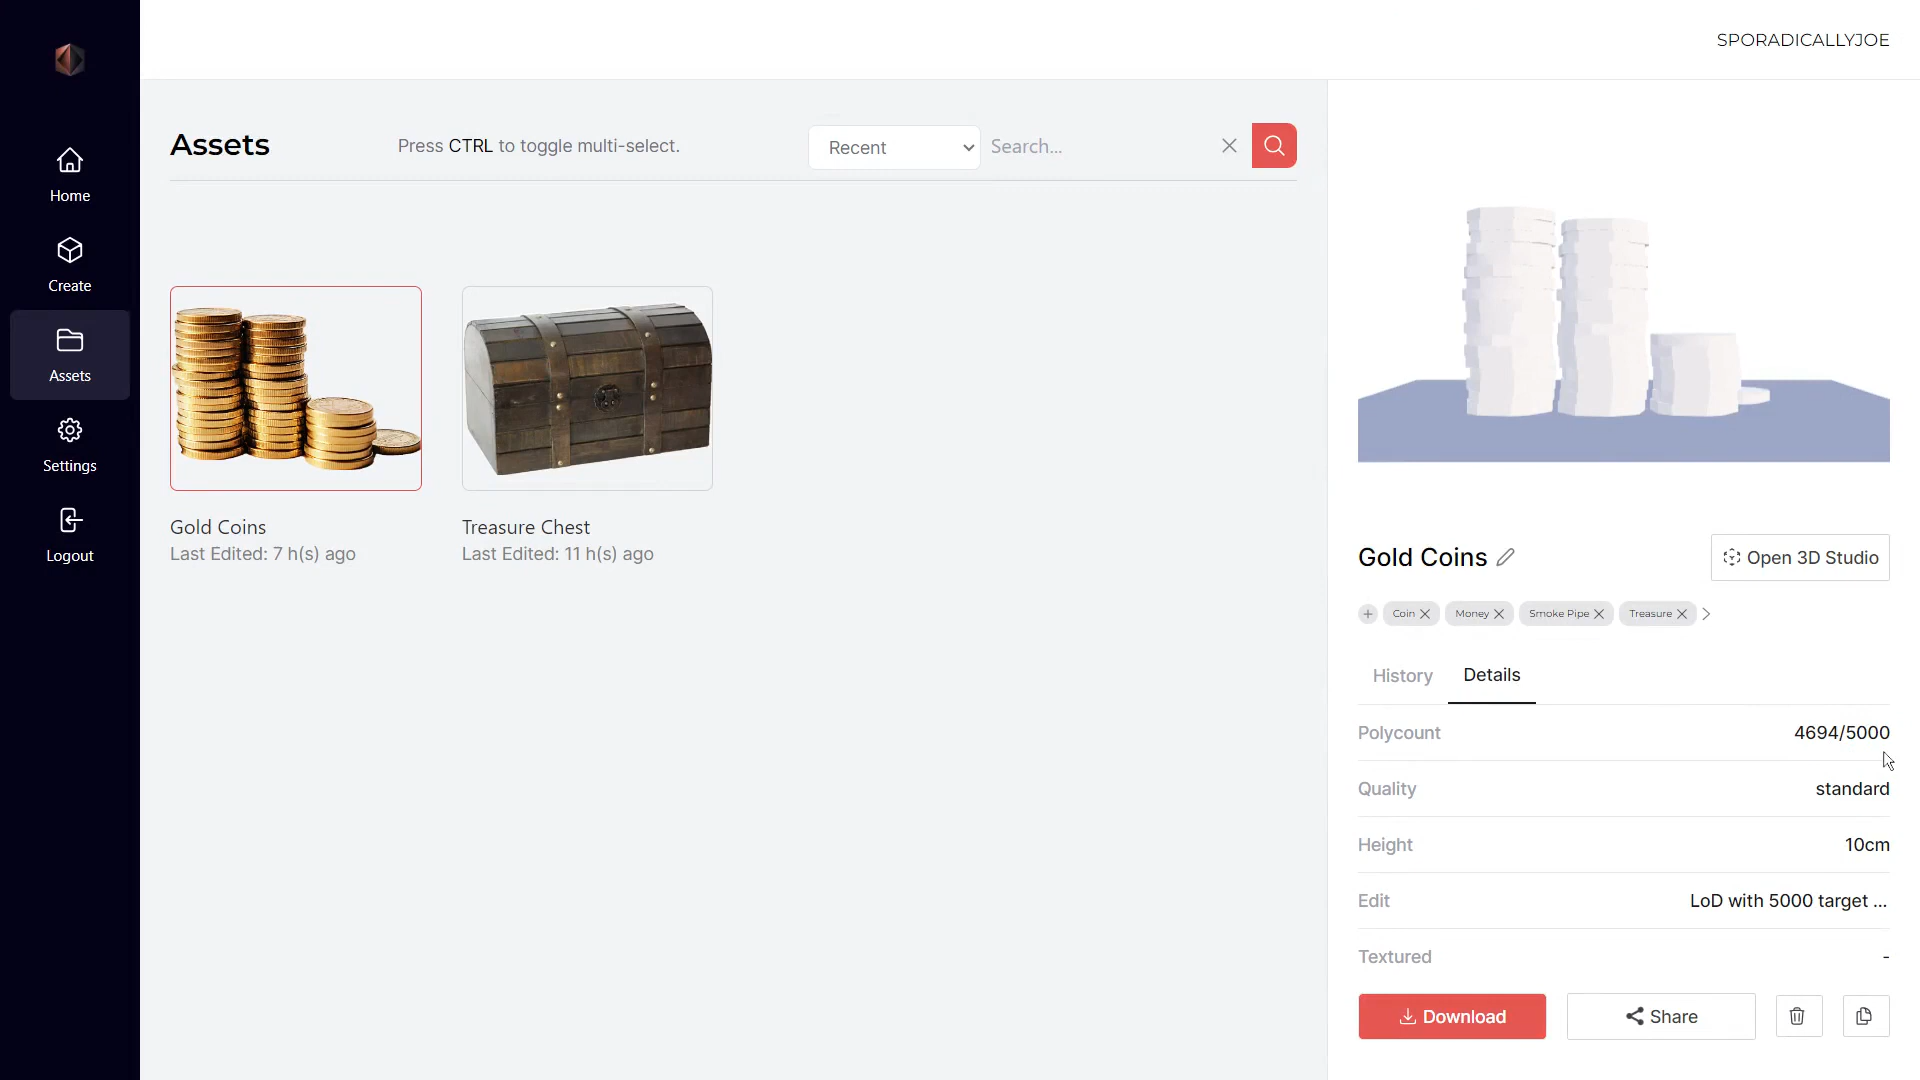 SPORADICALLYJOE
Home
Create
Assets
Settings
Logout
Assets
Press CTRL to toggle multi-select.
Recent
Search...
Gold Coins
Last Edited: 7 h(s) ago
Treasure Chest
Last Edited: 11 h(s) ago
Gold Coins
Open 3D Studio
Coin
Money
Smoke Pipe
Treasure
History
Details
Polycount 4694/5000
Quality standard
Height 10cm
Edit LoD with 5000 target ...
Textured -
Download
Share